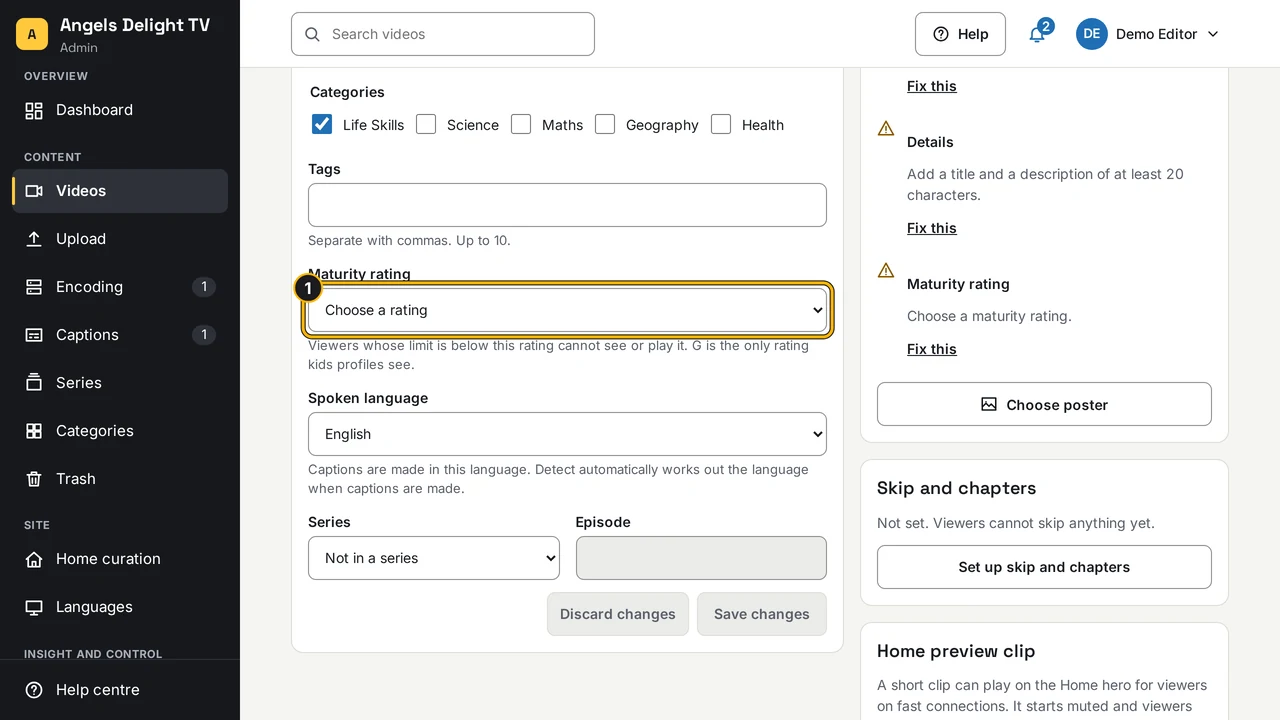 A
Angels Delight TV
Admin
OVERVIEW
Dashboard
CONTENT
Videos
Upload
Encoding 1
Captions 1
Series
Categories
Trash
SITE
Home curation
Languages
INSIGHT AND CONTROL
Help centre
Search videos
Help
2
DE
Demo Editor
Categories
Life Skills Science Maths Geography Health
Tags
Separate with commas. Up to 10.
Maturity rating
1
Choose a rating
Viewers whose limit is below this rating cannot see or play it. G is the only rating
kids profiles see.
Spoken language
English
Captions are made in this language. Detect automatically works out the language
when captions are made.
Series Episode
Not in a series
Discard changes Save changes
Fix this
Details
Add a title and a description of at least 20
characters.
Fix this
Maturity rating
Choose a maturity rating.
Fix this
Choose poster
Skip and chapters
Not set. Viewers cannot skip anything yet.
Set up skip and chapters
Home preview clip
A short clip can play on the Home hero for viewers
on fast connections. It starts muted and viewers